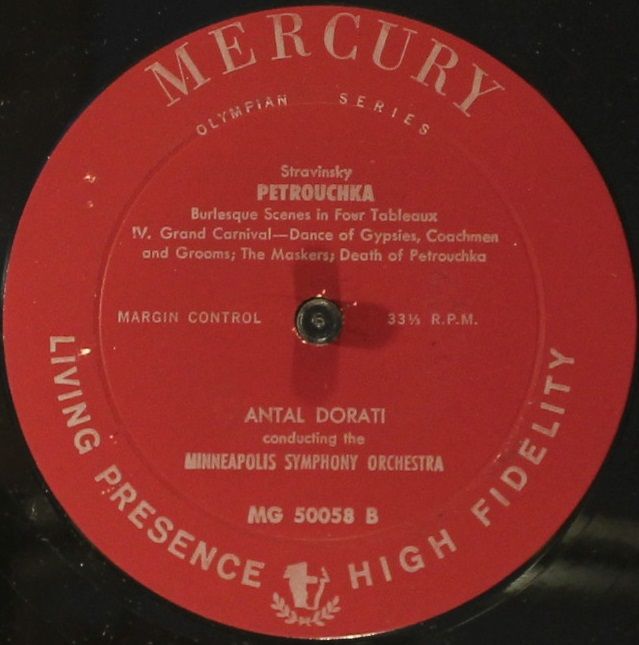 MERCURY
OLYMPIAN SERIES
Stravinsky
PETROUCHKA
Burlesque Scenes in Four Tableaux
IV. Grand Carnival—Dance of Gypsies, Coachmen
and Grooms; The Maskers; Death of Petrouchka
MARGIN CONTROL 33⅓ R.P.M.
ANTAL DORATI
conducting the
MINNEAPOLIS SYMPHONY ORCHESTRA
MG 50058 B
LIVING PRESENCE HIGH FIDELITY